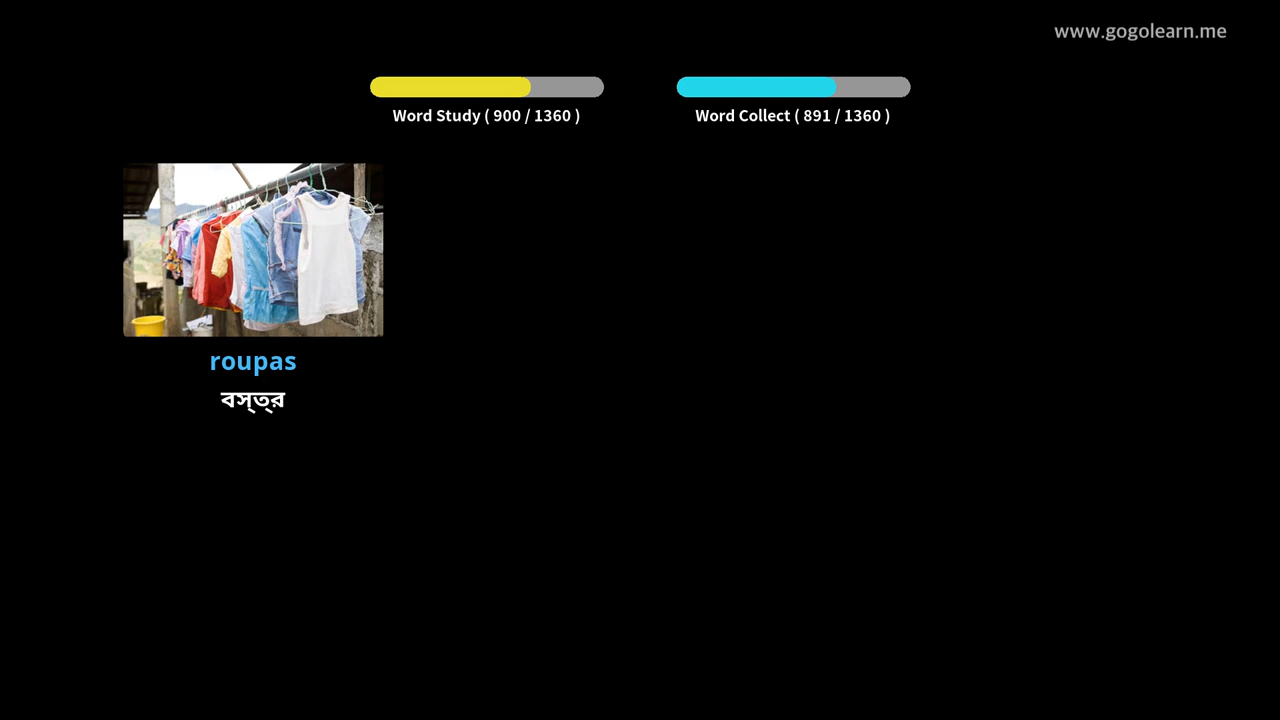 www.gogolearn.me
Word Study ( 900 / 1360 )
Word Collect ( 891 / 1360 )
roupas
বস্ত্র